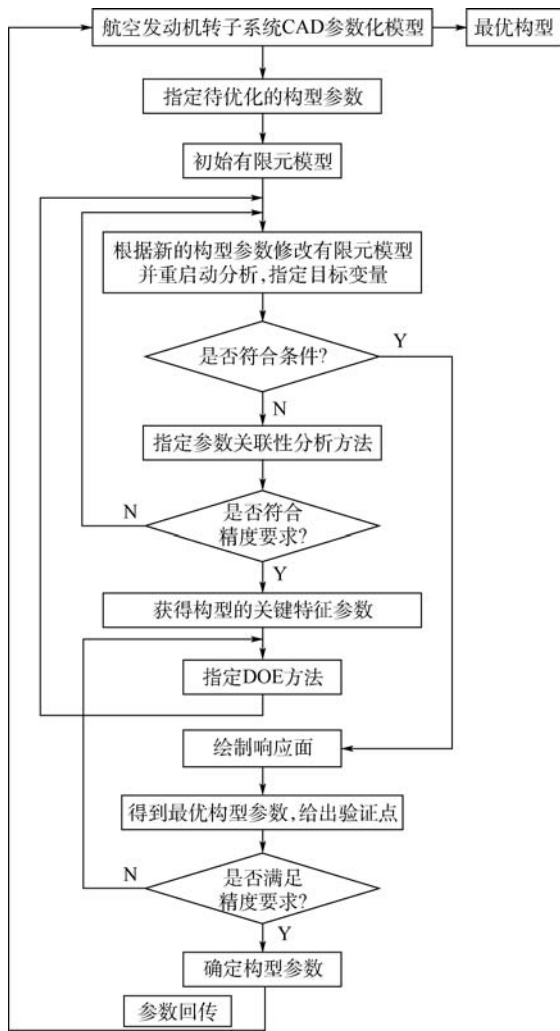 航空发动机转子系统CAD参数化模型
最优构型
指定待优化的构型参数
初始有限元模型
根据新的构型参数修改有限元模型
并重启动分析,指定目标变量
是否符合条件?
Y
N
指定参数关联性分析方法
N
是否符合
精度要求?
Y
获得构型的关键特征参数
指定DOE方法
绘制响应面
得到最优构型参数,给出验证点
N
是否满足
精度要求?
Y
确定构型参数
参数回传